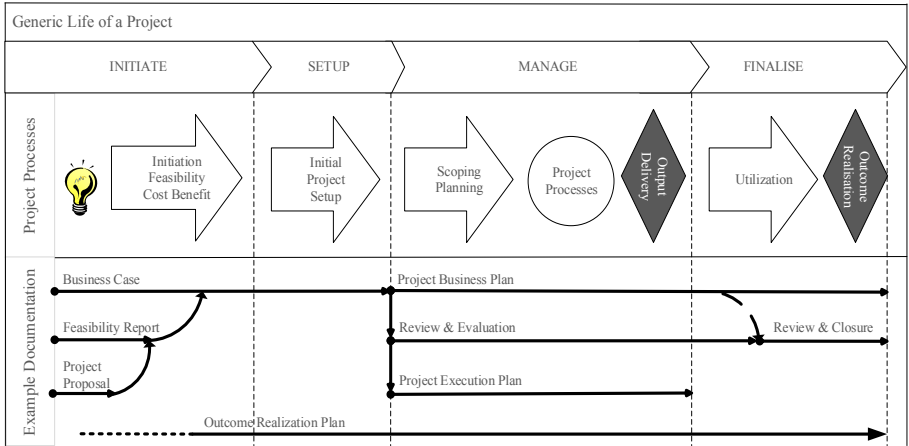 Generic Life of a Project
INITIATE
SETUP
MANAGE
FINALISE
Project Processes
Initiation
Feasibility
Cost Benefit
Initial
Project
Setup
Scoping
Planning
Project
Processes
Output
Delivery
Utilization
Outcome
Realisation
Example Documentation
Business Case
Project Business Plan
Feasibility Report
Review & Evaluation
Review & Closure
Project
Proposal
Project Execution Plan
Outcome Realization Plan